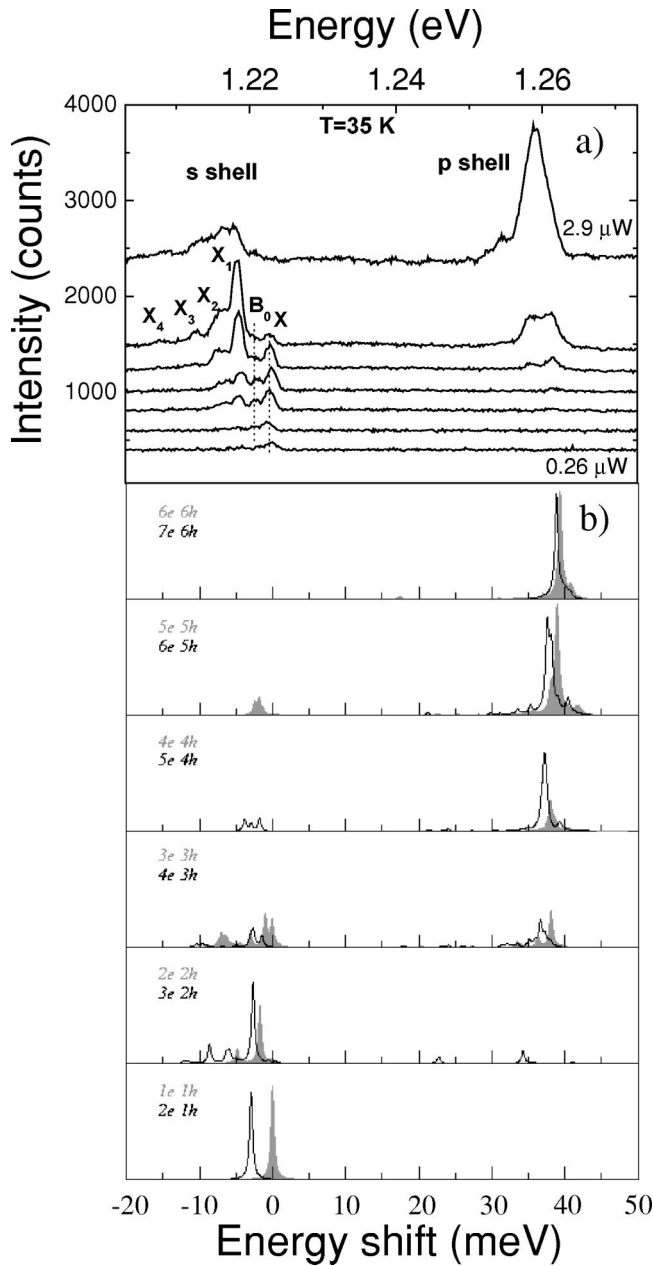 Energy (eV)
1.22 1.24 1.26
4000
3000
2000
1000
Intensity (counts)
T=35 K
a)
s shell
p shell
2.9 μW
X1
X2
X3
X4
B0 X
0.26 μW
b)
6e 6h
7e 6h
5e 5h
6e 5h
4e 4h
5e 4h
3e 3h
4e 3h
2e 2h
3e 2h
1e 1h
2e 1h
-20 -10 0 10 20 30 40 50
Energy shift (meV)